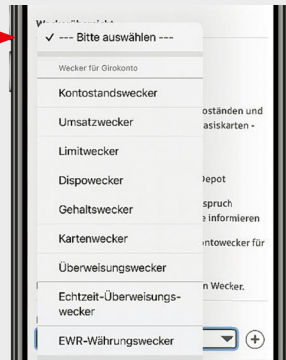 ✓ --- Bitte auswählen ---
Wecker für Girokonto
Kontostandswecker
oständen und
Umsatzwecker
asiskarten -
Limitwecker
Dispowecker
Depot
Gehaltswecker
spruch
e informieren
Kartenwecker
ntowecker für
Überweisungswecker
n Wecker.
Echtzeit-Überweisungs-
wecker
EWR-Währungswecker